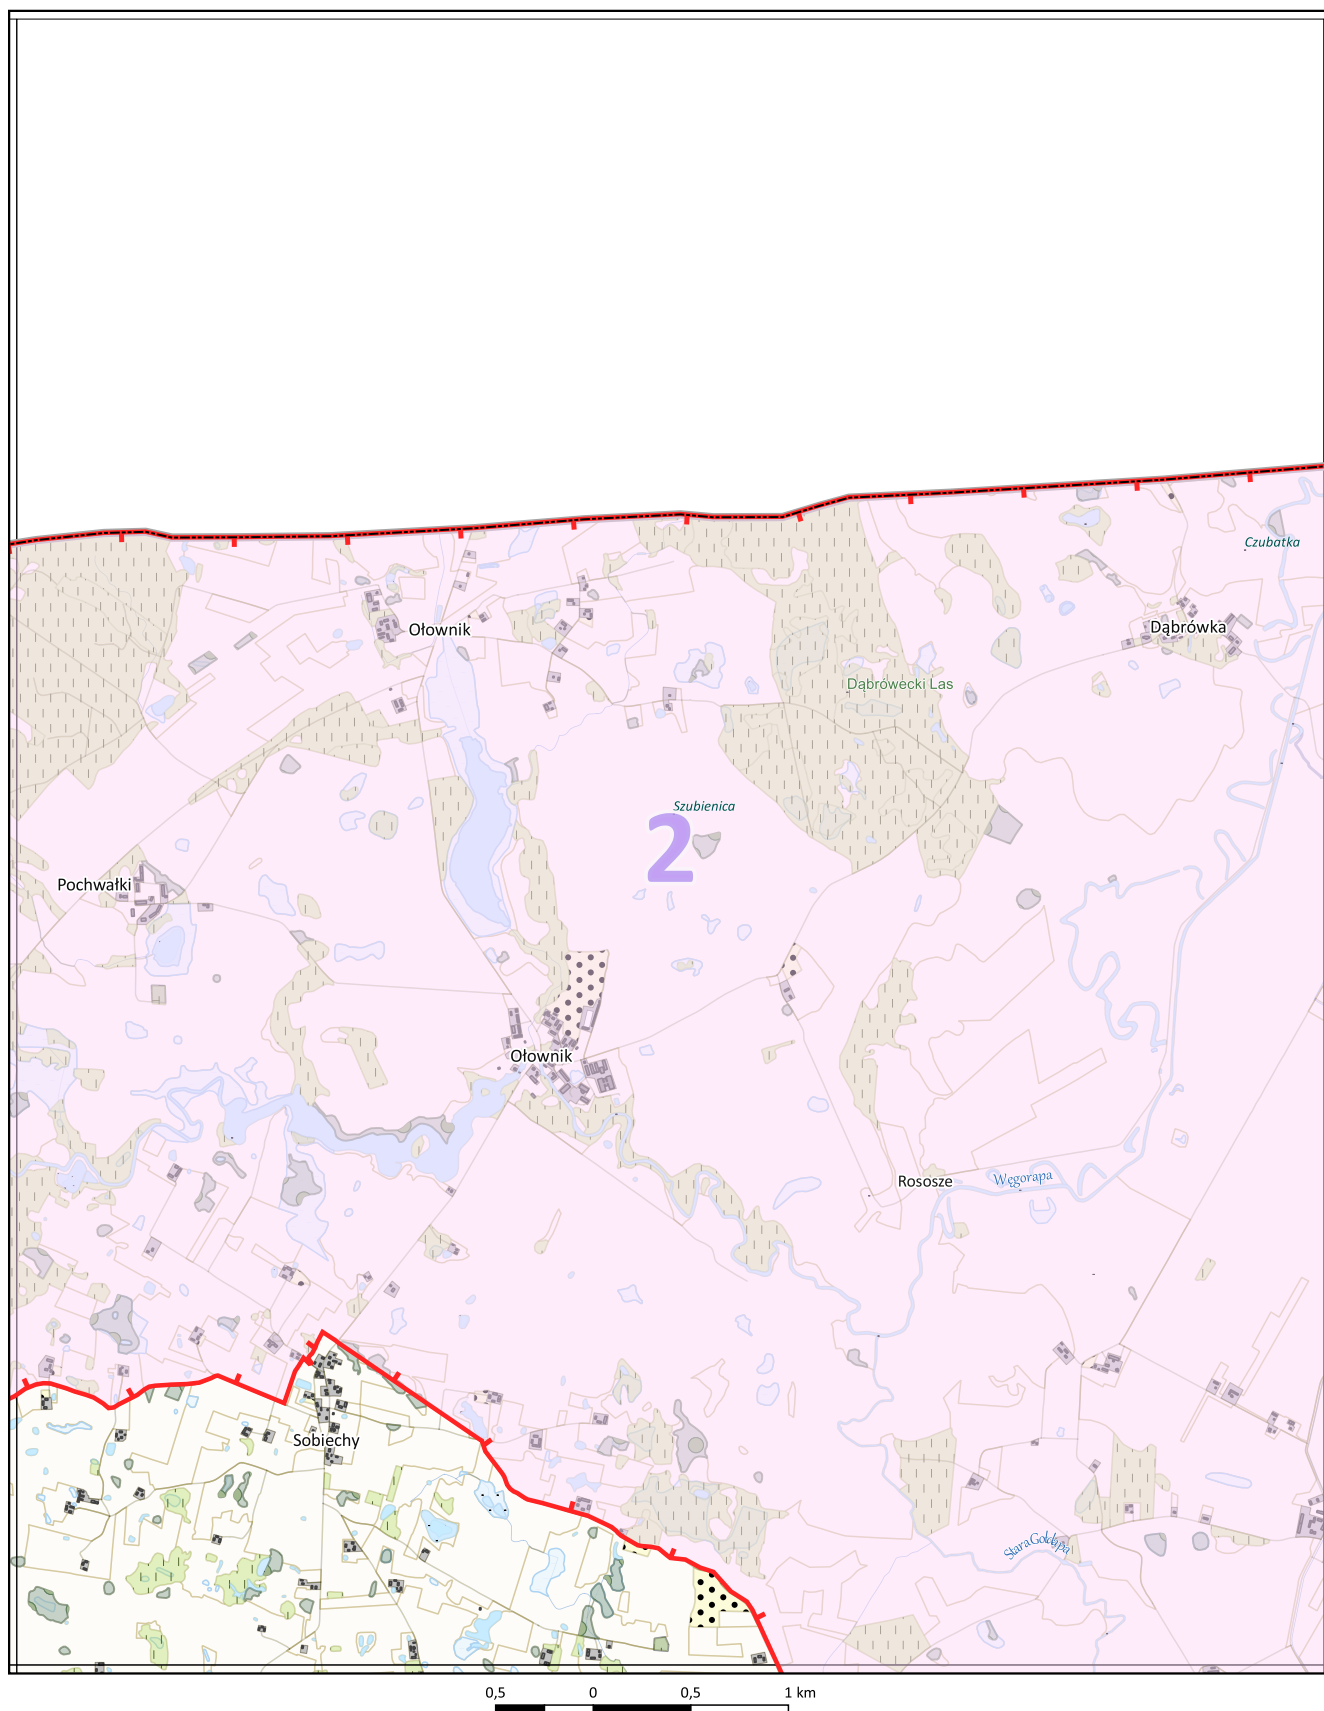 Czubatka
Ołownik
Dąbrówka
Dąbrówecki Las
Szubienica
2
Pochwałki
Ołownik
Rososze
Węgorapa
Sobiechy
Stara Gołdapa
0,5 0 0,5 1 km